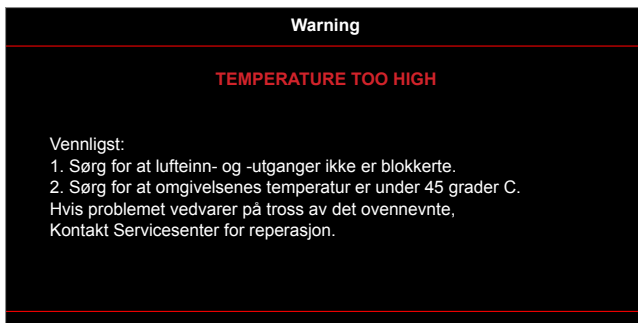 Warning
TEMPERATURE TOO HIGH
Vennligst:
1. Sørg for at lufteinn- og -utganger ikke er blokkerte.
2. Sørg for at omgivelsenes temperatur er under 45 grader C.
Hvis problemet vedvarer på tross av det ovennevnte,
Kontakt Servicesenter for reperasjon.